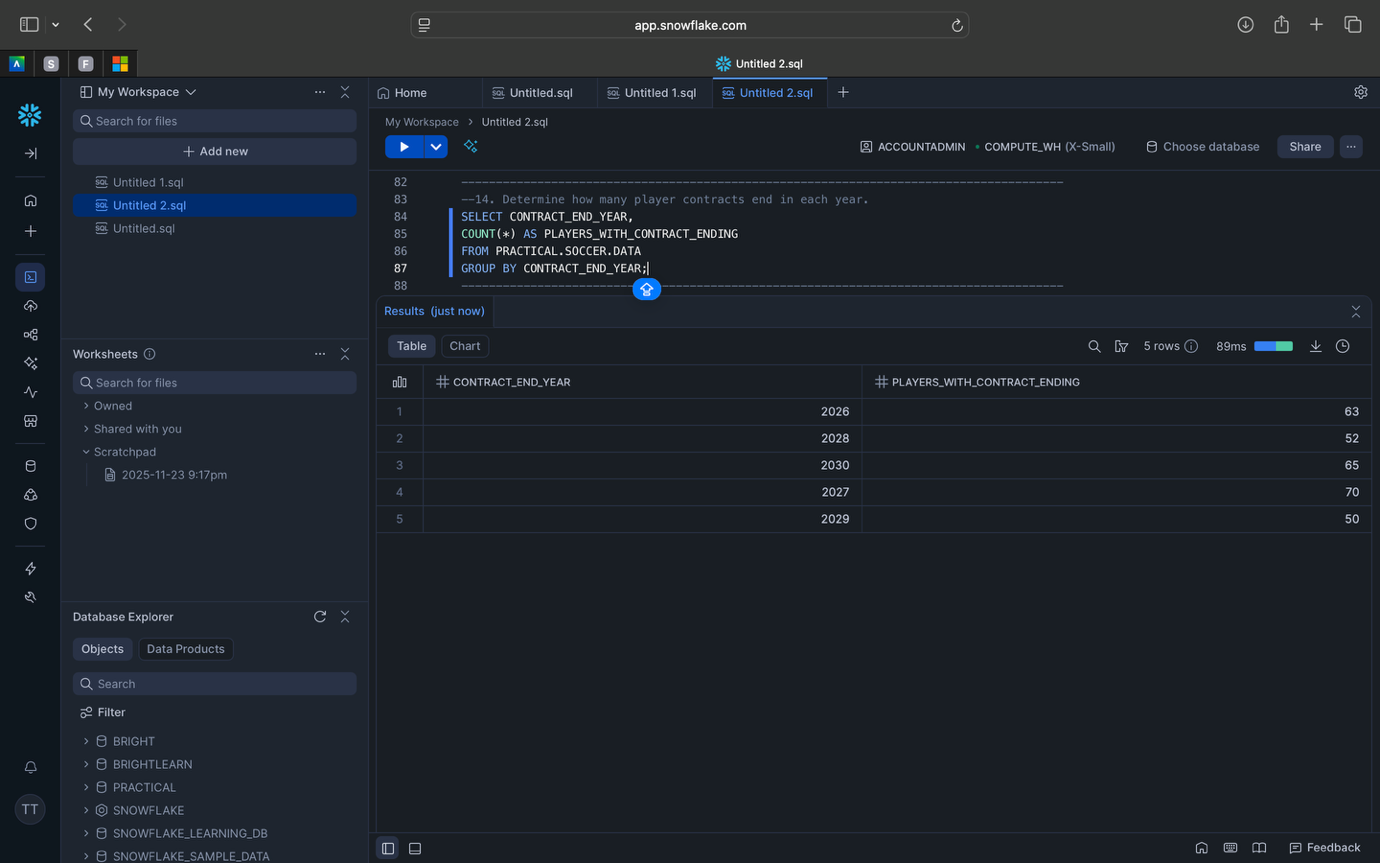 app.snowflake.com
S
F
Untitled 2.sql
My Workspace
Search for files
Add new
Untitled 1.sql
Untitled 2.sql
Untitled.sql
Worksheets
Search for files
Owned
Shared with you
Scratchpad
2025-11-23 9:17pm
Database Explorer
Objects
Data Products
Search
Filter
BRIGHT
BRIGHTLEARN
PRACTICAL
SNOWFLAKE
SNOWFLAKE_LEARNING_DB
SNOWFLAKE_SAMPLE_DATA
TT
Home
Untitled.sql
Untitled 1.sql
Untitled 2.sql
My Workspace > Untitled 2.sql
ACCOUNTADMIN • COMPUTE_WH (X-Small)
Choose database
Share
82 ---------------------------------------------------------------------------------------
83 --14. Determine how many player contracts end in each year.
84 SELECT CONTRACT_END_YEAR,
85 COUNT(*) AS PLAYERS_WITH_CONTRACT_ENDING
86 FROM PRACTICAL.SOCCER.DATA
87 GROUP BY CONTRACT_END_YEAR;
88 ---------------------------------------------------------------------------------------
Results (just now)
Table
Chart
5 rows
89ms
CONTRACT_END_YEAR PLAYERS_WITH_CONTRACT_ENDING
1 2026 63
2 2028 52
3 2030 65
4 2027 70
5 2029 50
Feedback